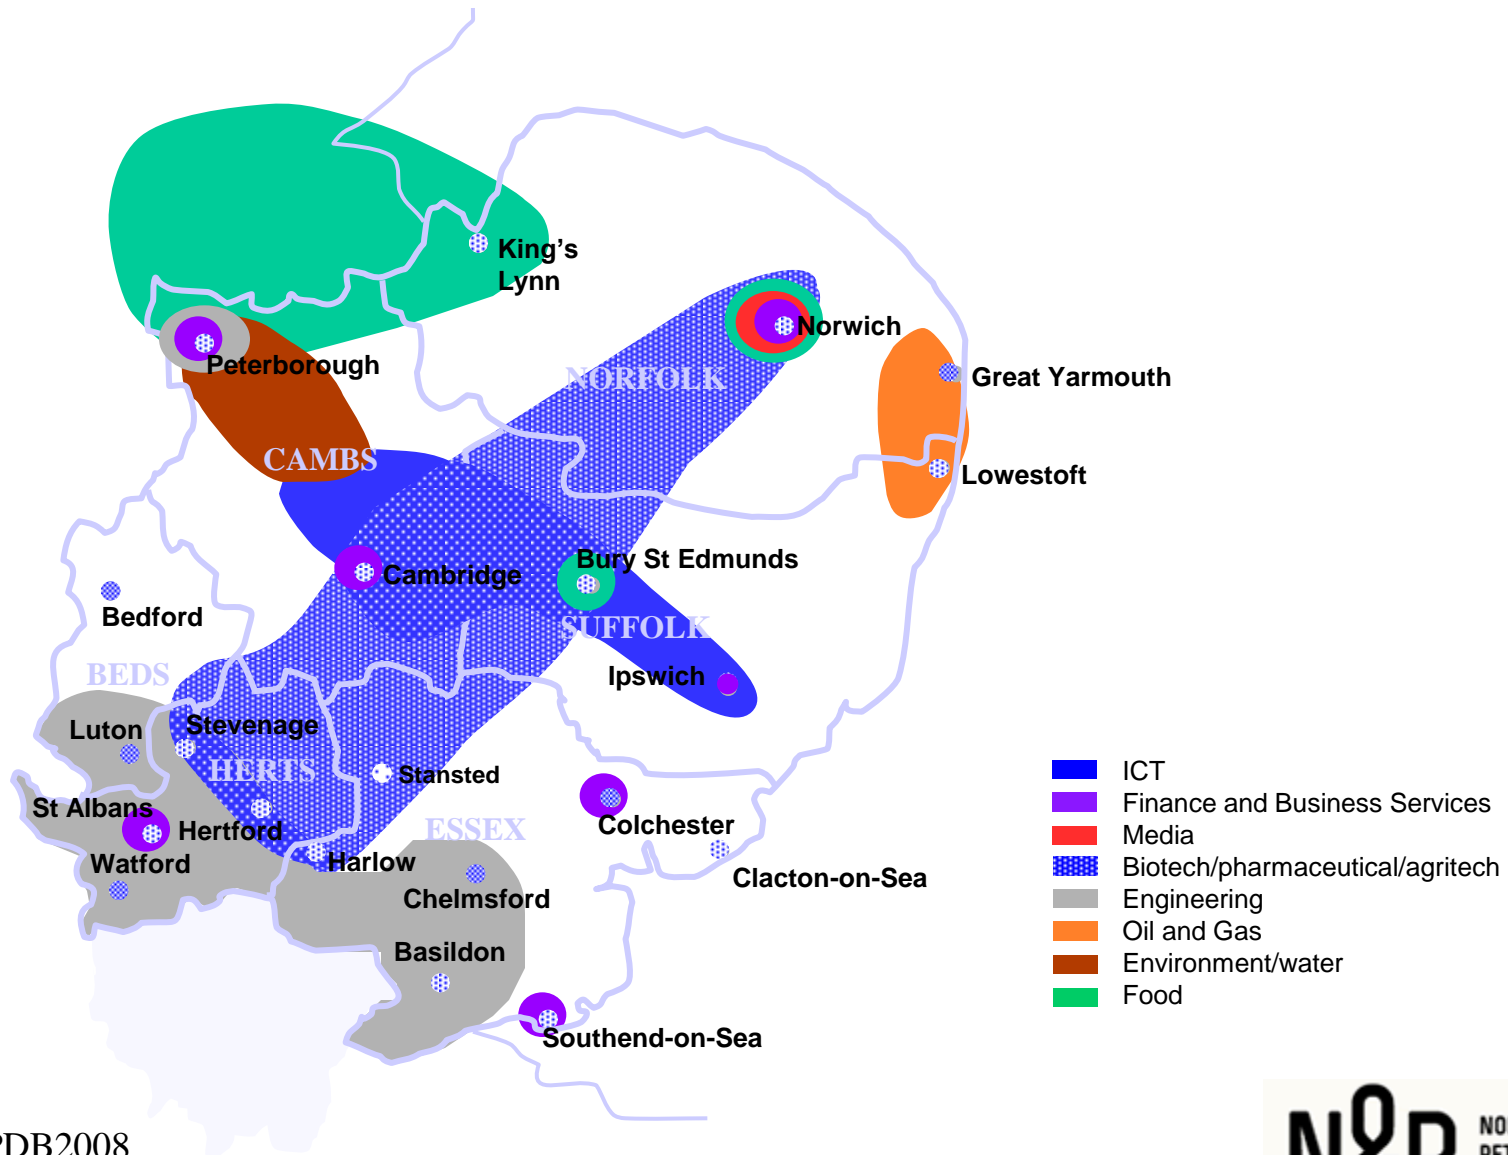 King's
Lynn
Norwich
Peterborough
NORFOLK
Great Yarmouth
CAMBS
Lowestoft
Bury St Edmunds
Cambridge
Bedford
SUFFOLK
BEDS
Ipswich
Luton
Stevenage
HERTS
Stansted
St Albans
Hertford
ESSEX
Colchester
Watford
Harlow
Clacton-on-Sea
Chelmsford
Basildon
Southend-on-Sea
ICT
Finance and Business Services
Media
Biotech/pharmaceutical/agritech
Engineering
Oil and Gas
Environment/water
Food
PDB2008